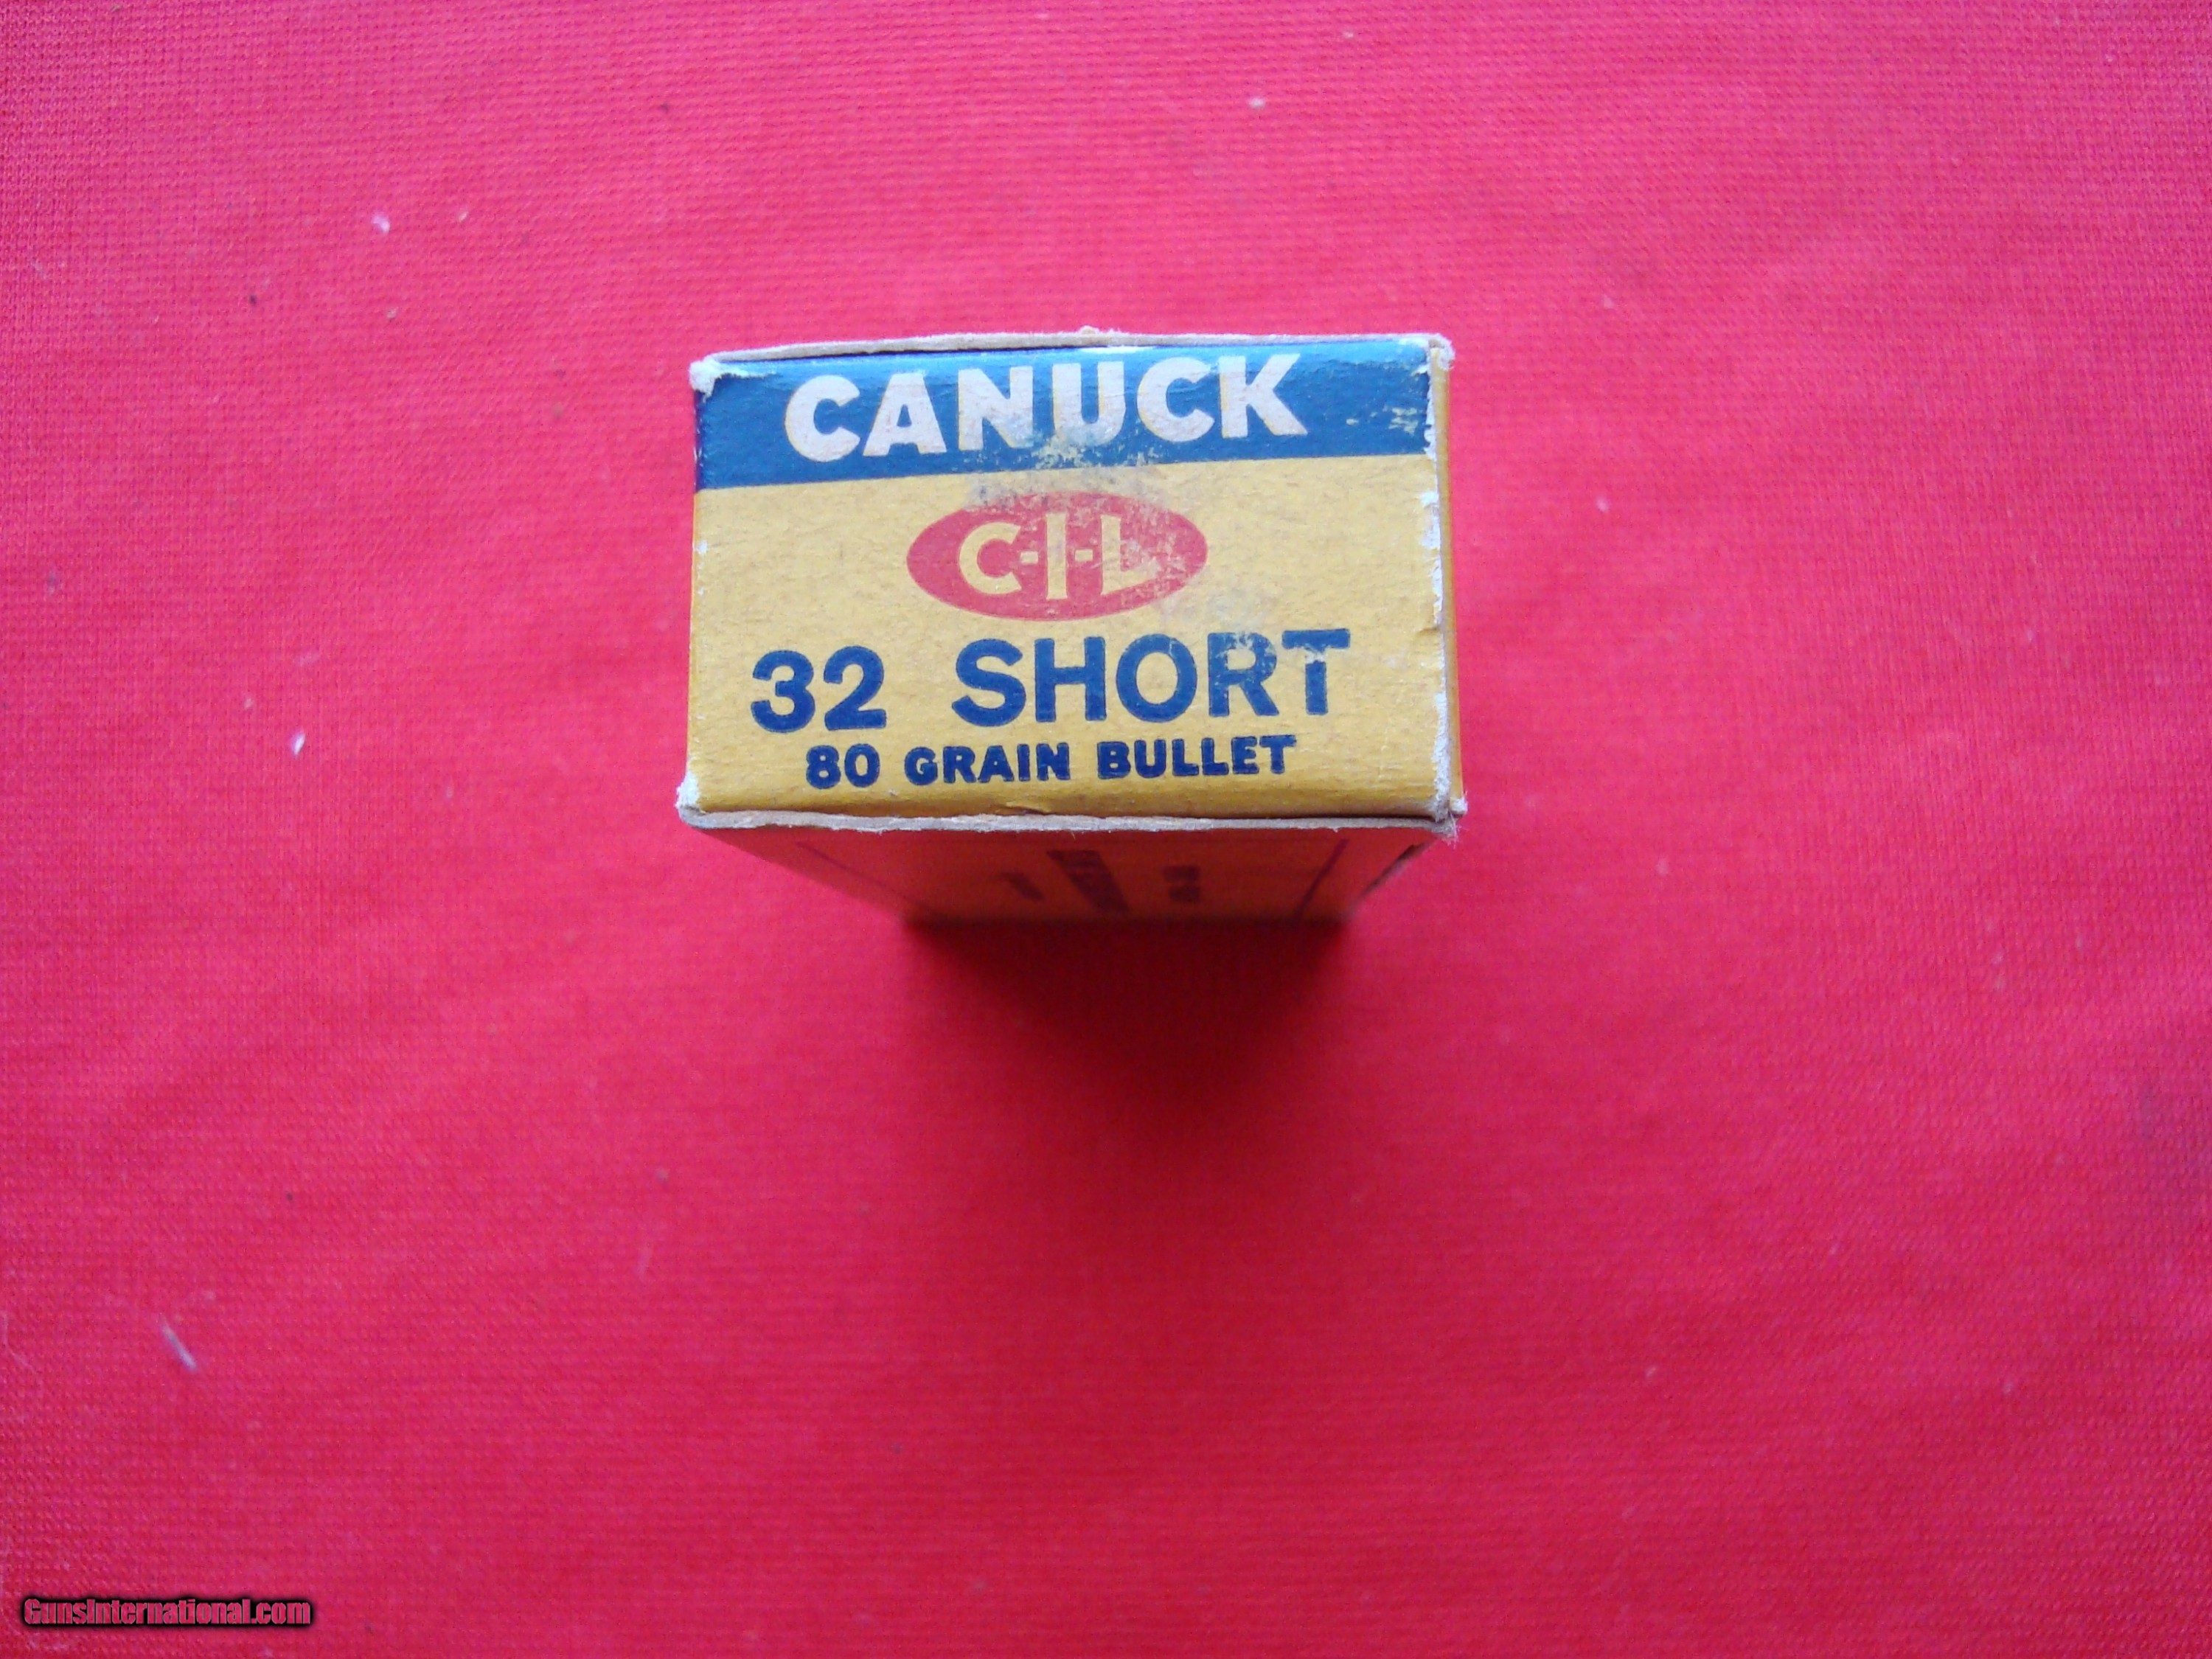 CANUCK
C-I-L
32 SHORT
80 GRAIN BULLET
GunsInternational.com